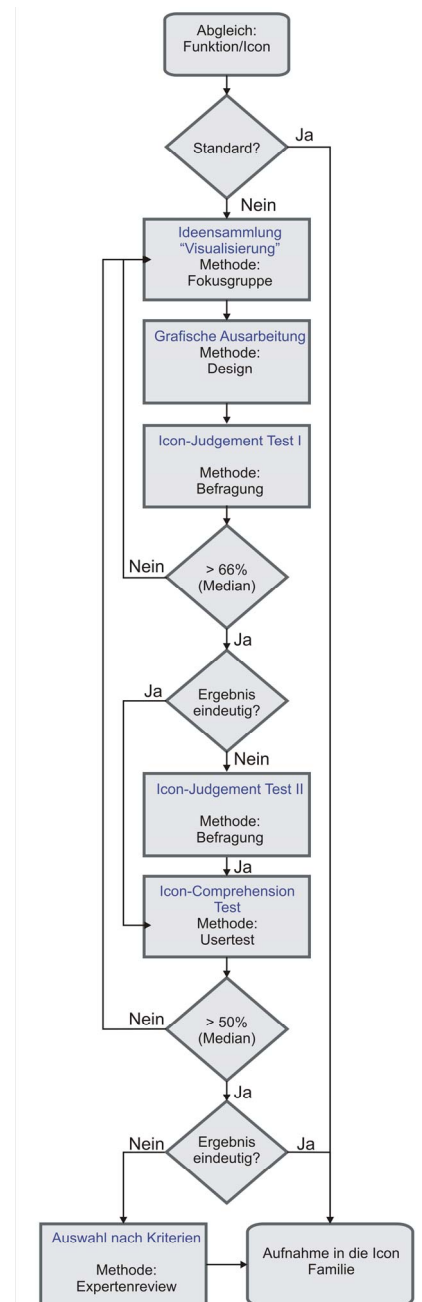 Abgleich:
Funktion/Icon
Standard?
Ja
Nein
Ideensammlung
"Visualisierung"
Methode:
Fokusgruppe
Grafische Ausarbeitung
Methode:
Design
Icon-Judgement Test I
Methode:
Befragung
Nein
> 66%
(Median)
Ja
Ja
Ergebnis
eindeutig?
Nein
Icon-Judgement Test II
Methode:
Befragung
Ja
Icon-Comprehension
Test
Methode:
Usertest
Nein
> 50%
(Median)
Ja
Nein
Ergebnis
eindeutig?
Ja
Auswahl nach Kriterien
Methode:
Expertenreview
Aufnahme in die Icon
Familie